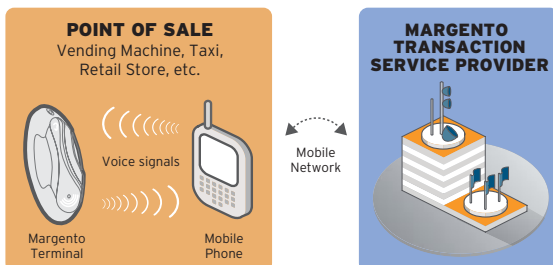 POINT OF SALE
Vending Machine, Taxi,
Retail Store, etc.
Voice signals
Margento
Terminal
Mobile
Phone
Mobile
Network
MARGENTO
TRANSACTION
SERVICE PROVIDER